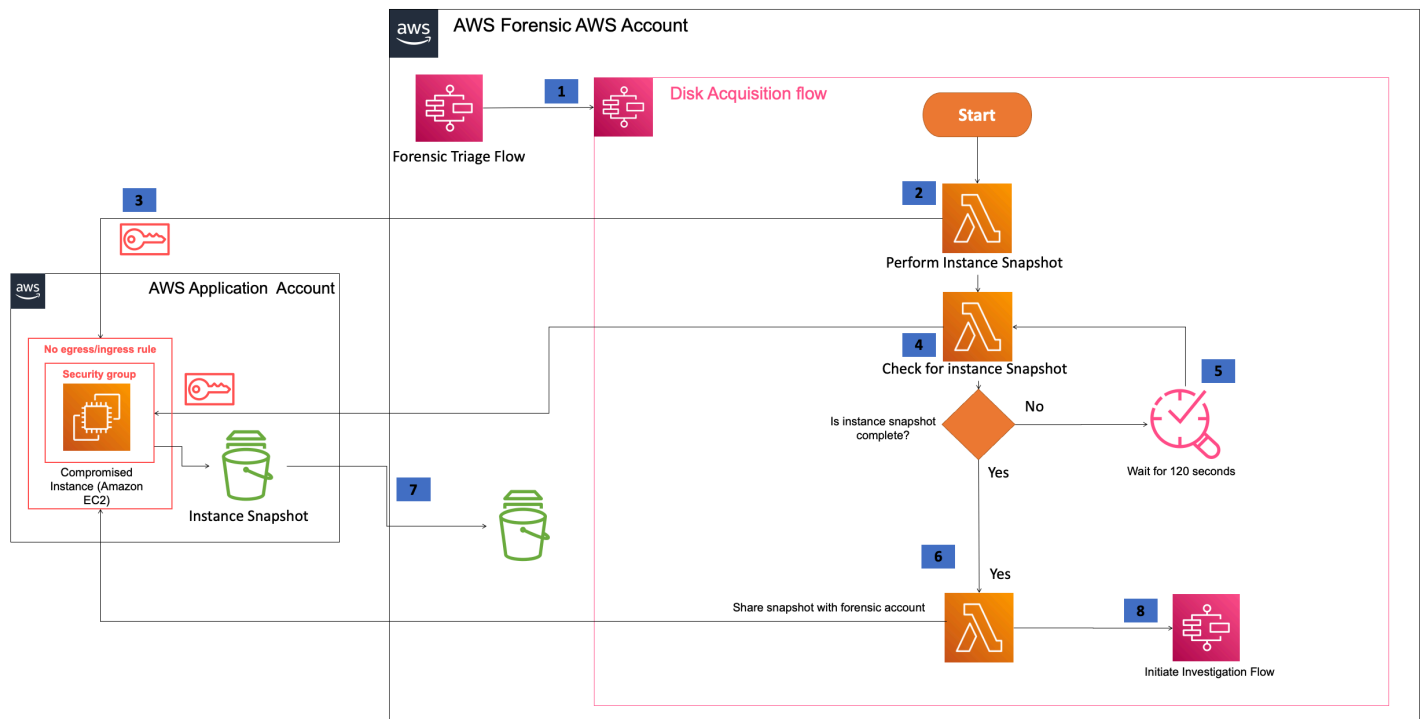 aws
AWS Forensic AWS Account
1
Disk Acquisition flow
Start
Forensic Triage Flow
3
2
Perform Instance Snapshot
aws
AWS Application Account
No egress/ingress rule
Security group
4
Check for instance Snapshot
5
Is instance snapshot
complete?
No
Wait for 120 seconds
Yes
Compromised
Instance (Amazon
EC2)
Instance Snapshot
7
6
Yes
Share snapshot with forensic account
8
Initiate Investigation Flow